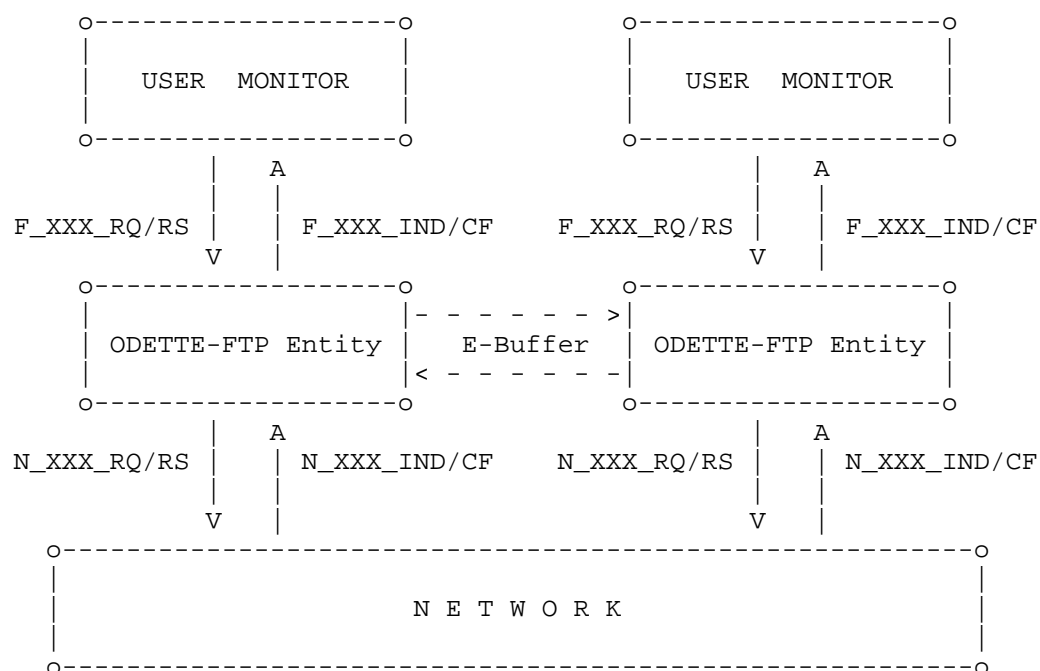 USER MONITOR USER MONITOR
F_XXX_RQ/RS F_XXX_IND/CF F_XXX_RQ/RS F_XXX_IND/CF
ODETTE-FTP Entity E-Buffer ODETTE-FTP Entity
N_XXX_RQ/RS N_XXX_IND/CF N_XXX_RQ/RS N_XXX_IND/CF
N E T W O R K